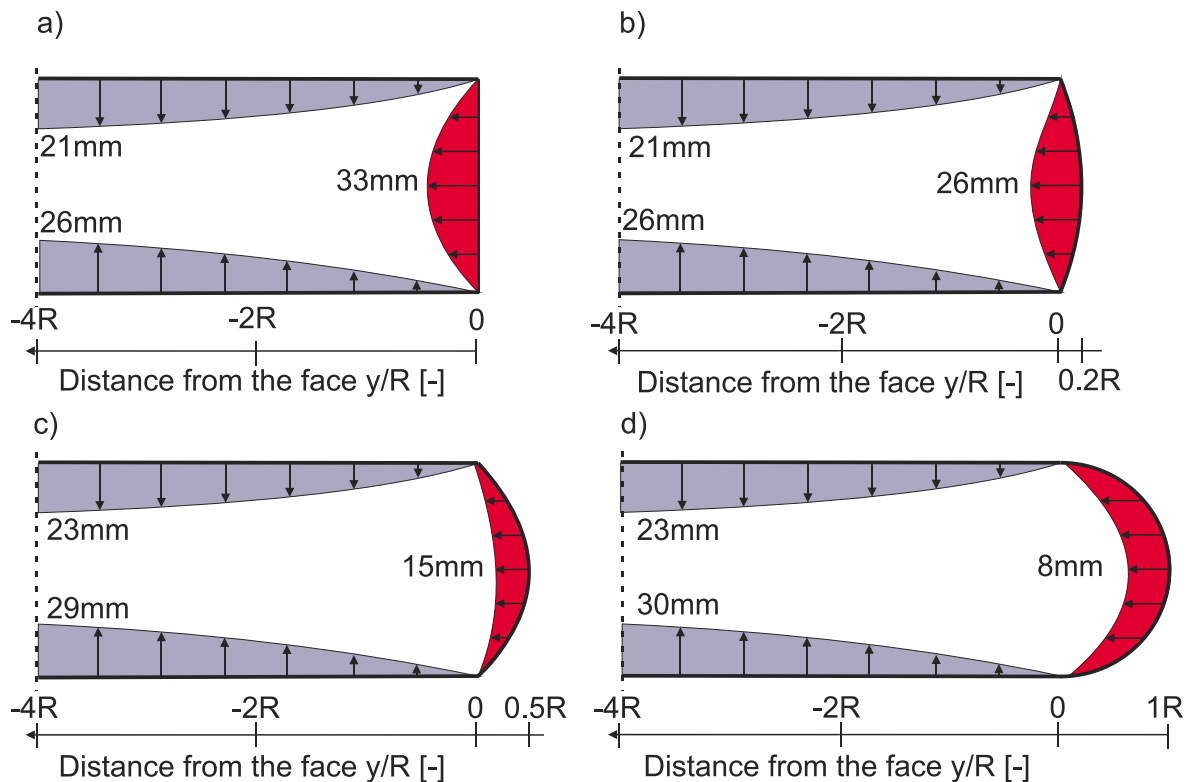 a)
21mm
33mm
26mm
-4R -2R 0
Distance from the face y/R [-]
b)
21mm
26mm
26mm
-4R -2R 0 0.2R
Distance from the face y/R [-]
c)
23mm
15mm
29mm
-4R -2R 0 0.5R
Distance from the face y/R [-]
d)
23mm
8mm
30mm
-4R -2R 0 1R
Distance from the face y/R [-]